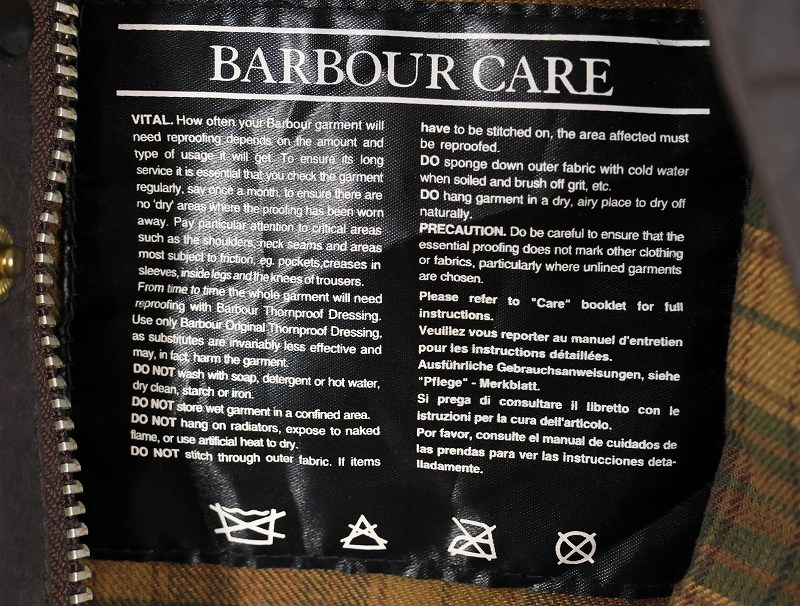 BARBOUR CARE
VITAL. How often your Barbour garment will
need reproofing depends on the amount and
type of usage it will get. To ensure its long
service it is essential that you check the garment
regularly, say once a month, to ensure there are
no 'dry' areas where the proofing has been worn
away. Pay particular attention to critical areas
such as the shoulders, neck seams and areas
most subject to friction, eg. pockets,creases in
sleeves, inside legs and the knees of trousers.
From time to time the whole garment will need
reproofing with Barbour Thornproof Dressing.
Use only Barbour Original Thornproof Dressing,
as substitutes are invariably less effective and
may, in fact, harm the garment.
DO NOT wash with soap, detergent or hot water,
dry clean, starch or iron.
DO NOT store wet garment in a confined area.
DO NOT hang on radiators, expose to naked
flame, or use artificial heat to dry.
DO NOT stitch through outer fabric. If items
have to be stitched on, the area affected must
be reproofed.
DO sponge down outer fabric with cold water
when soiled and brush off grit, etc.
DO hang garment in a dry, airy place to dry off
naturally.
PRECAUTION. Do be careful to ensure that the
essential proofing does not mark other clothing
or fabrics, particularly where unlined garments
are chosen.
Please refer to "Care" booklet for full
instructions.
Veuillez vous reporter au manuel d'entretien
pour les instructions détaillées.
Ausführliche Gebrauchsanweisungen, siehe
"Pflege" - Merkblatt.
Si prega di consultare il libretto con le
istruzioni per la cura dell'articolo.
Por favor, consulte el manual de cuidados de
las prendas para ver las instrucciones deta-
lladamente.